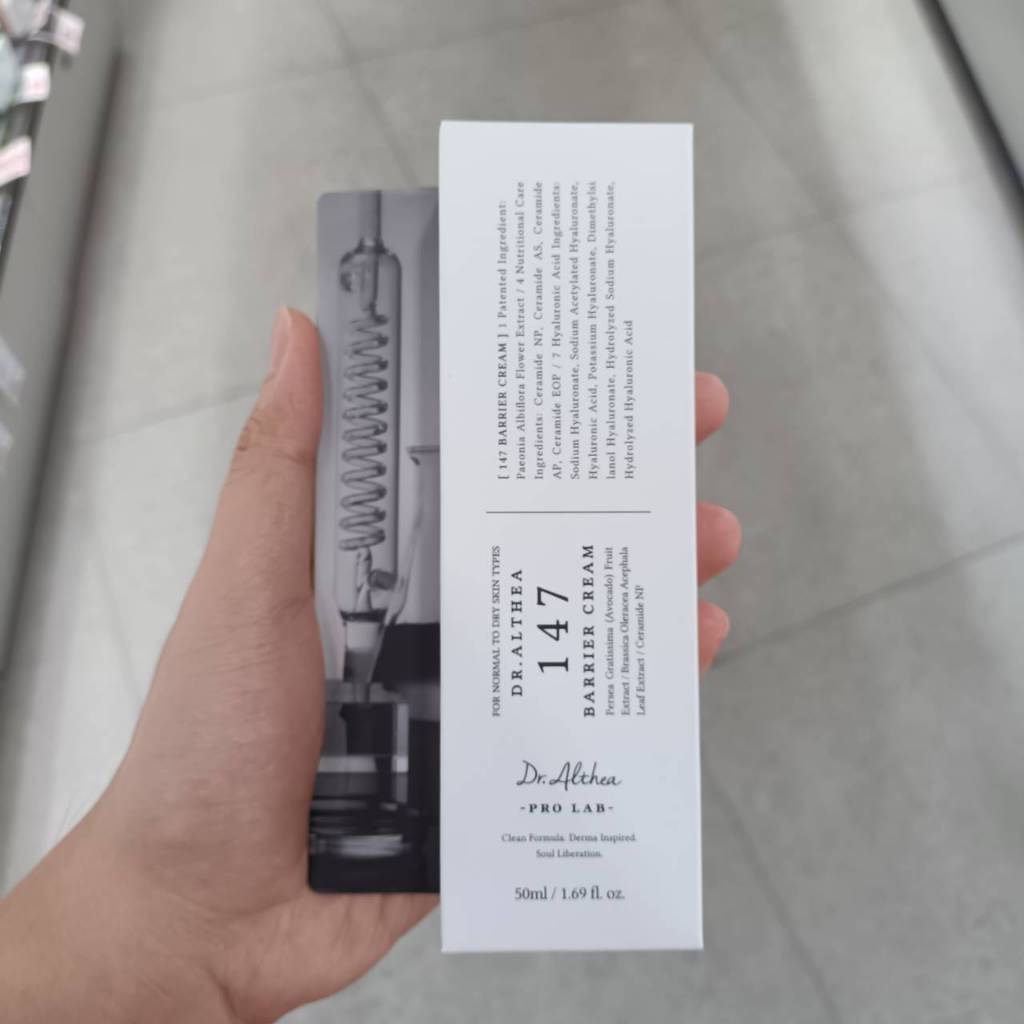 [ 147 BARRIER CREAM ] 1 Patented Ingredient:
Paeonia Albiflora Flower Extract / 4 Nutritional Care
Ingredients: Ceramide NP, Ceramide AS, Ceramide
AP, Ceramide EOP / 7 Hyaluronic Acid Ingredients:
Sodium Hyaluronate, Sodium Acetylated Hyaluronate,
Hyaluronic Acid, Potassium Hyaluronate, Dimethylsi
lanol Hyaluronate, Hydrolyzed Sodium Hyaluronate,
Hydrolyzed Hyaluronic Acid
FOR NORMAL TO DRY SKIN TYPES
DR.ALTHEA
147
BARRIER CREAM
Persea Gratissima (Avocado) Fruit
Extract / Brassica Oleracea Acephala
Leaf Extract / Ceramide NP
Dr. Althea
-PRO LAB-
Clean Formula. Derma Inspired.
Soul Liberation.
50ml / 1.69 fl. oz.